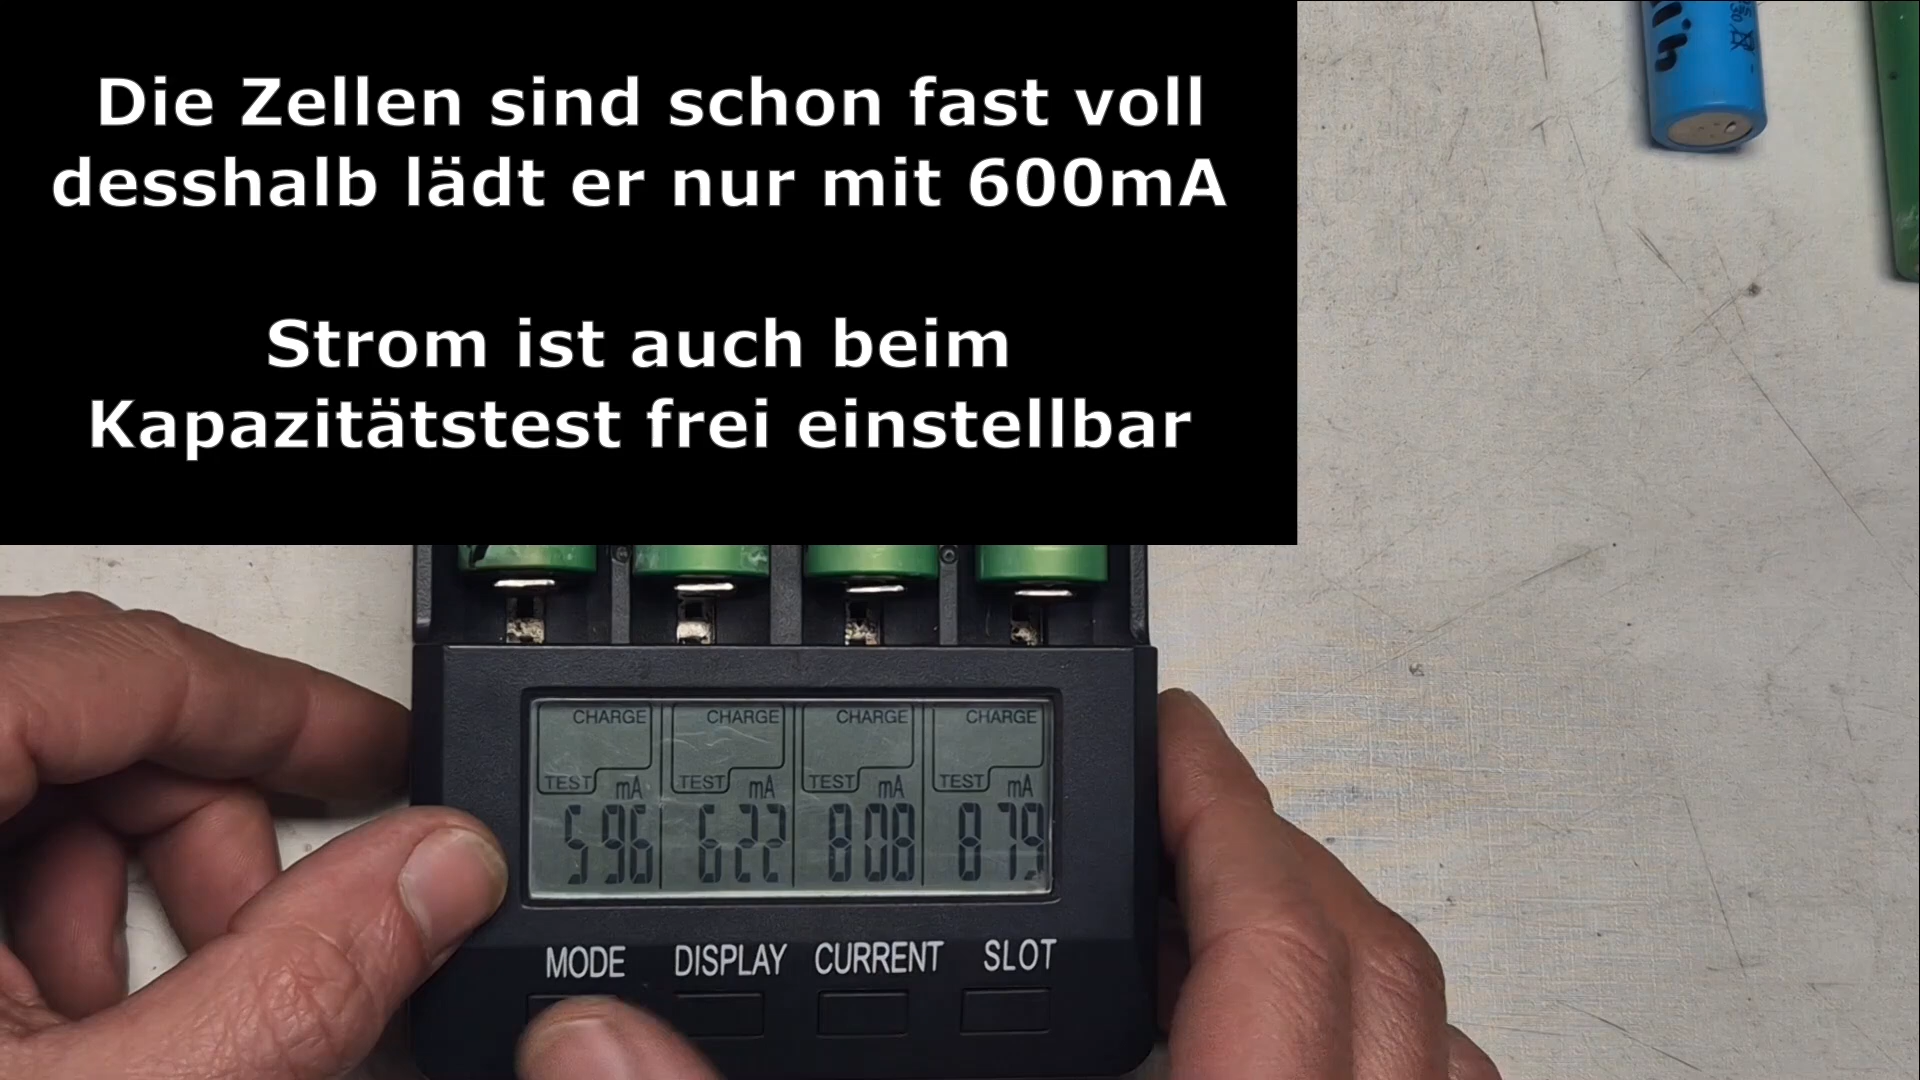 Die Zellen sind schon fast voll
desshalb lädt er nur mit 600mA
Strom ist auch beim
Kapazitätstest frei einstellbar
CHARGE CHARGE CHARGE CHARGE
TEST mA TEST mA TEST mA TEST mA
596 622 808 879
MODE DISPLAY CURRENT SLOT